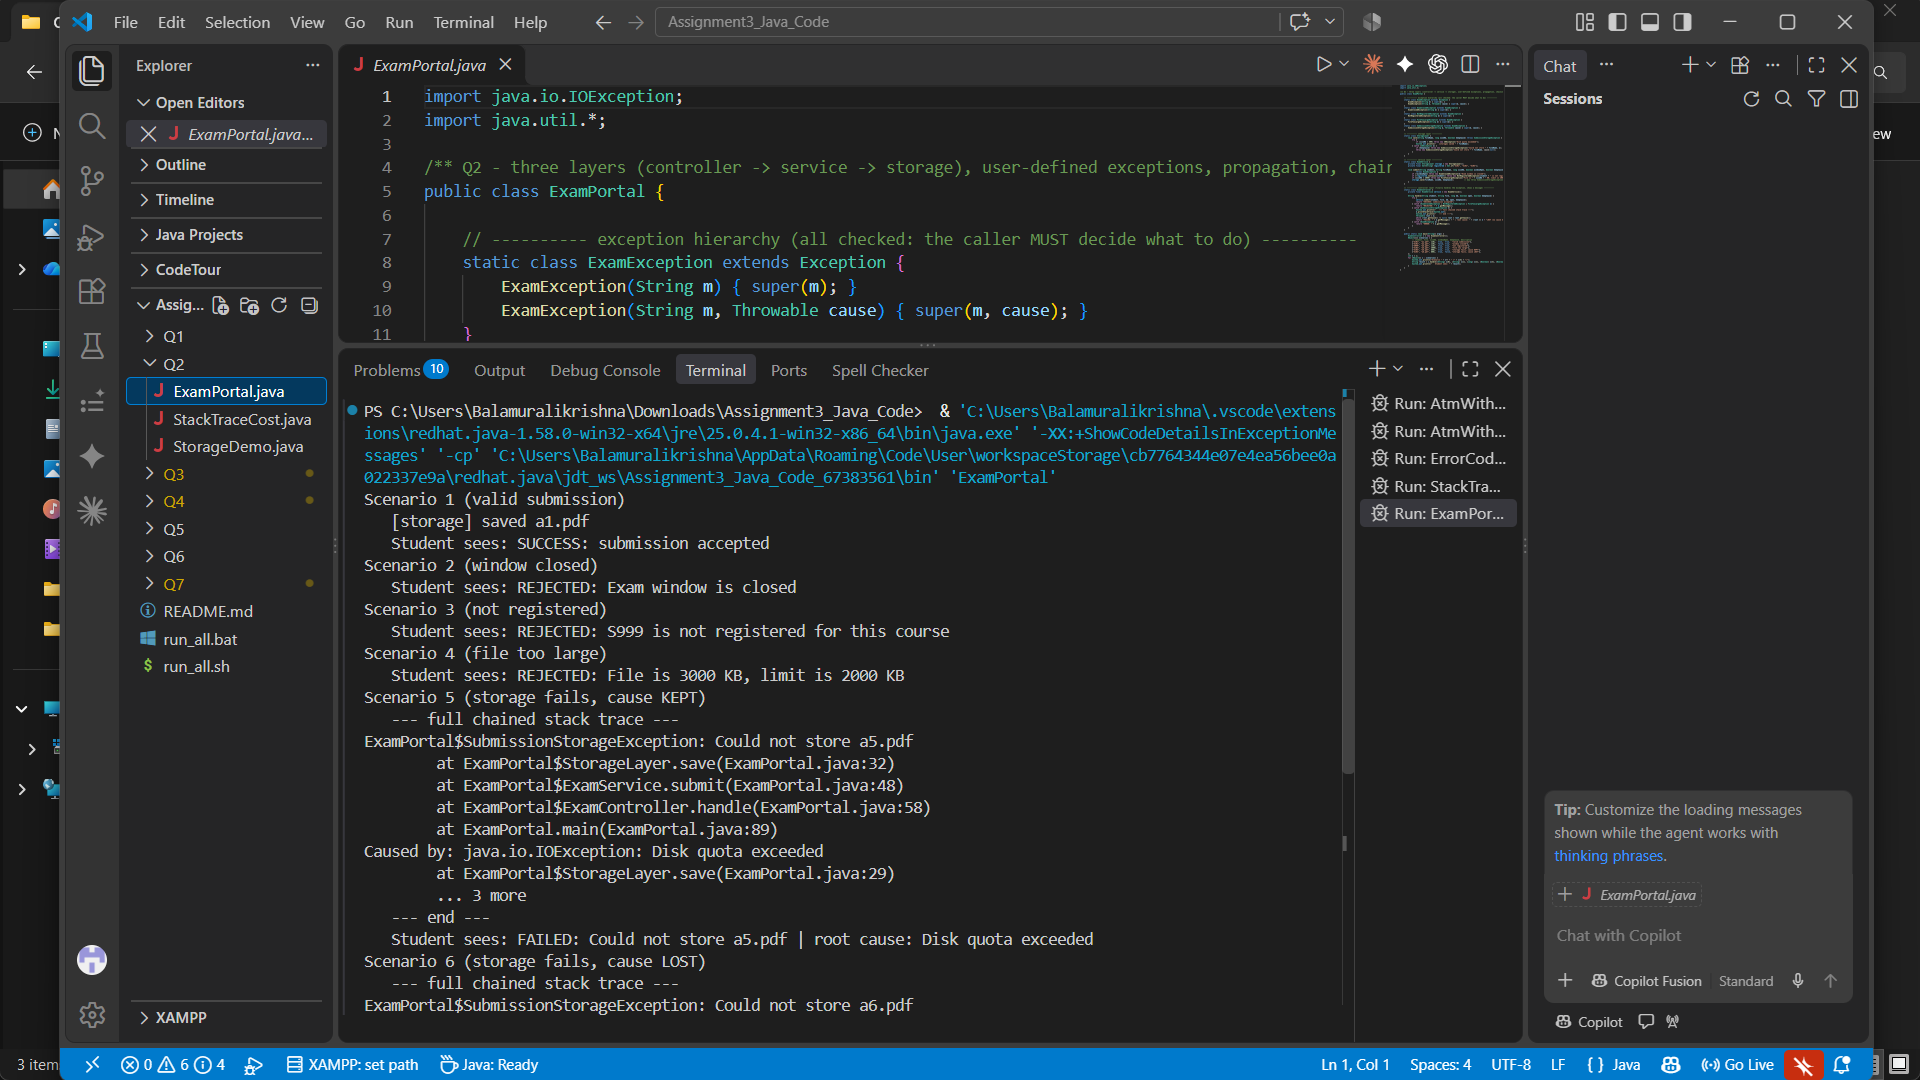 File Edit Selection View Go Run Terminal Help
Assignment3_Java_Code
Explorer
Open Editors
ExamPortal.java...
Outline
Timeline
Java Projects
CodeTour
Assig...
Q1
Q2
ExamPortal.java
StackTraceCost.java
StorageDemo.java
Q3
Q4
Q5
Q6
Q7
README.md
run_all.bat
run_all.sh
XAMPP
ExamPortal.java
1 import java.io.IOException;
2 import java.util.*;
3
4 /** Q2 - three layers (controller -> service -> storage), user-defined exceptions, propagation, chain
5 public class ExamPortal {
6
7 // ---------- exception hierarchy (all checked: the caller MUST decide what to do) ----------
8 static class ExamException extends Exception {
9 ExamException(String m) { super(m); }
10 ExamException(String m, Throwable cause) { super(m, cause); }
11 }
Problems 10 Output Debug Console Terminal Ports Spell Checker
PS C:\Users\Balamuralikrishna\Downloads\Assignment3_Java_Code> & 'C:\Users\Balamuralikrishna\.vscode\extens
ions\redhat.java-1.58.0-win32-x64\jre\25.0.4.1-win32-x86_64\bin\java.exe' '-XX:+ShowCodeDetailsInExceptionMe
ssages' '-cp' 'C:\Users\Balamuralikrishna\AppData\Roaming\Code\User\workspaceStorage\cb7764344e07e4ea56bee0a
022337e9a\redhat.java\jdt_ws\Assignment3_Java_Code_67383561\bin' 'ExamPortal'
Scenario 1 (valid submission)
[storage] saved a1.pdf
Student sees: SUCCESS: submission accepted
Scenario 2 (window closed)
Student sees: REJECTED: Exam window is closed
Scenario 3 (not registered)
Student sees: REJECTED: S999 is not registered for this course
Scenario 4 (file too large)
Student sees: REJECTED: File is 3000 KB, limit is 2000 KB
Scenario 5 (storage fails, cause KEPT)
--- full chained stack trace ---
ExamPortal$SubmissionStorageException: Could not store a5.pdf
at ExamPortal$StorageLayer.save(ExamPortal.java:32)
at ExamPortal$ExamService.submit(ExamPortal.java:48)
at ExamPortal$ExamController.handle(ExamPortal.java:58)
at ExamPortal.main(ExamPortal.java:89)
Caused by: java.io.IOException: Disk quota exceeded
at ExamPortal$StorageLayer.save(ExamPortal.java:29)
... 3 more
--- end ---
Student sees: FAILED: Could not store a5.pdf | root cause: Disk quota exceeded
Scenario 6 (storage fails, cause LOST)
--- full chained stack trace ---
ExamPortal$SubmissionStorageException: Could not store a6.pdf
Run: AtmWith...
Run: AtmWith...
Run: ErrorCod...
Run: StackTra...
Run: ExamPor...
Chat
Sessions
Tip: Customize the loading messages
shown while the agent works with
thinking phrases.
ExamPortal.java
Chat with Copilot
Copilot Fusion Standard
Copilot
ew
3 item
0 6 4 XAMPP: set path Java: Ready
Ln 1, Col 1 Spaces: 4 UTF-8 LF { } Java Go Live